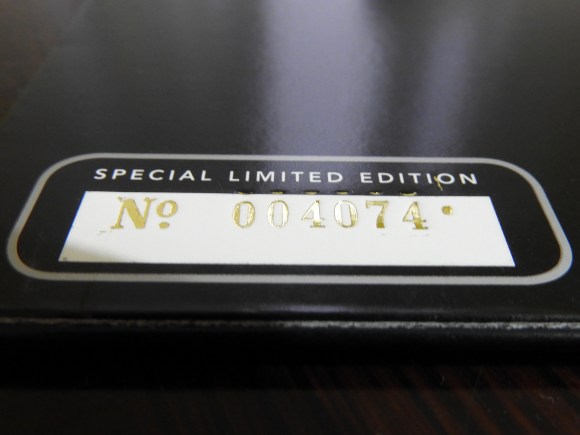 SPECIAL LIMITED EDITION
Nº 004074